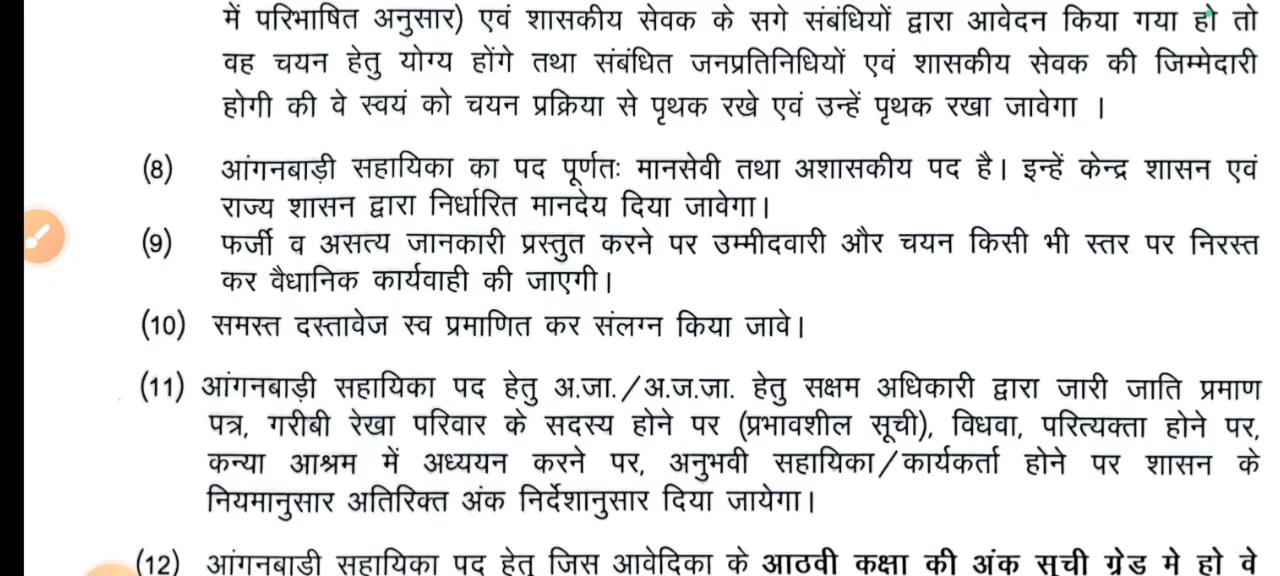 में परिभाषित अनुसार) एवं शासकीय सेवक के सगे संबंधियों द्वारा आवेदन किया गया हो तो
वह चयन हेतु योग्य होंगे तथा संबंधित जनप्रतिनिधियों एवं शासकीय सेवक की जिम्मेदारी
होगी की वे स्वयं को चयन प्रक्रिया से पृथक रखे एवं उन्हें पृथक रखा जावेगा ।
(8) आंगनबाड़ी सहायिका का पद पूर्णतः मानसेवी तथा अशासकीय पद है। इन्हें केन्द्र शासन एवं
राज्य शासन द्वारा निर्धारित मानदेय दिया जावेगा।
(9) फर्जी व असत्य जानकारी प्रस्तुत करने पर उम्मीदवारी और चयन किसी भी स्तर पर निरस्त
कर वैधानिक कार्यवाही की जाएगी।
(10) समस्त दस्तावेज स्व प्रमाणित कर संलग्न किया जावे।
(11) आंगनबाड़ी सहायिका पद हेतु अ.जा./अ.ज.जा. हेतु सक्षम अधिकारी द्वारा जारी जाति प्रमाण
पत्र, गरीबी रेखा परिवार के सदस्य होने पर (प्रभावशील सूची), विधवा, परित्यक्ता होने पर,
कन्या आश्रम में अध्ययन करने पर, अनुभवी सहायिका/कार्यकर्ता होने पर शासन के
नियमानुसार अतिरिक्त अंक निर्देशानुसार दिया जायेगा।
(12) आंगनबाडी सहायिका पद हेतु जिस आवेदिका के आठवी कक्षा की अंक सूची ग्रेड मे हो वे